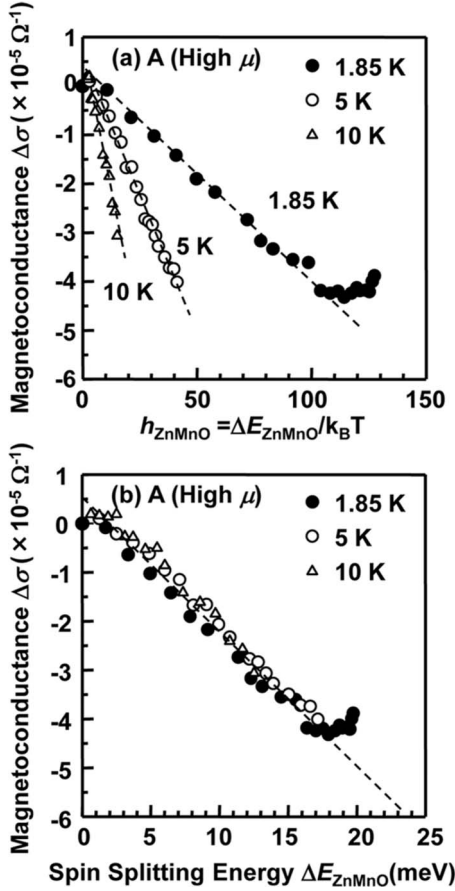 Magnetoconductance Δσ (× 10⁻⁵ Ω⁻¹)
1
0
-1
-2
-3
-4
-5
-6
(a) A (High μ)
● 1.85 K
○ 5 K
△ 10 K
1.85 K
5 K
10 K
0 50 100 150
h_ZnMnO =ΔE_ZnMnO/k_BT
Magnetoconductance Δσ (× 10⁻⁵ Ω⁻¹)
1
0
-1
-2
-3
-4
-5
-6
(b) A (High μ)
● 1.85 K
○ 5 K
△ 10 K
0 5 10 15 20 25
Spin Splitting Energy ΔE_ZnMnO(meV)